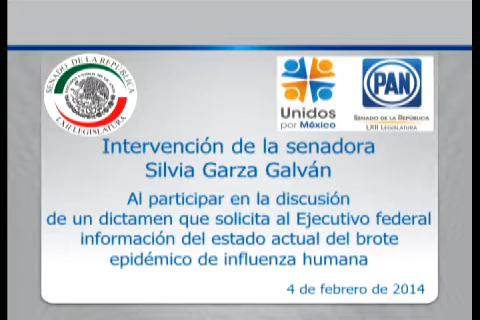 SENADO DE LA REPÚBLICA
LXII LEGISLATURA
Unidos
por México
PAN
SENADO DE LA REPÚBLICA
LXII LEGISLATURA
Intervención de la senadora
Silvia Garza Galván
Al participar en la discusión
de un dictamen que solicita al Ejecutivo federal
información del estado actual del brote
epidémico de influenza humana
4 de febrero de 2014